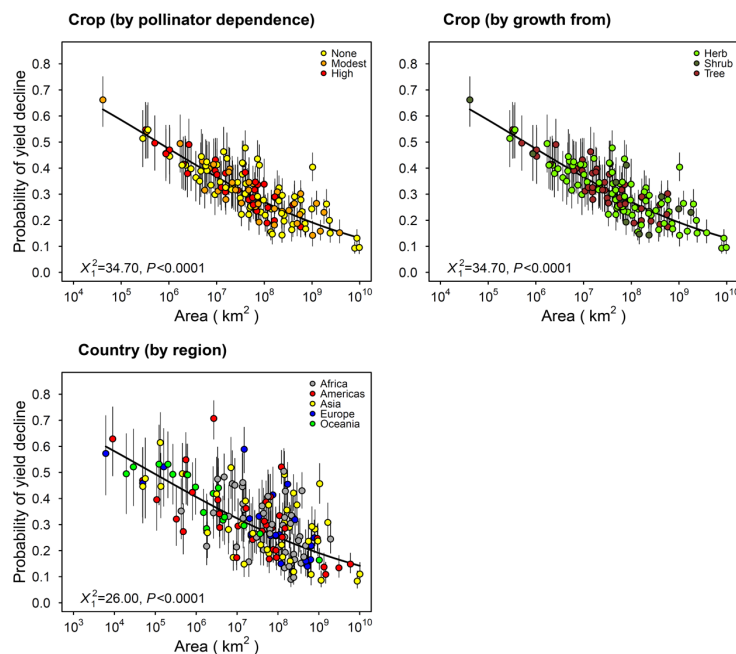 Crop (by pollinator dependence)
Probability of yield decline
0.8
0.7
0.6
0.5
0.4
0.3
0.2
0.1
0.0
None
Modest
High
X²₁=34.70, P<0.0001
10⁴ 10⁵ 10⁶ 10⁷ 10⁸ 10⁹ 10¹⁰
Area ( km² )
Crop (by growth from)
0.8
0.7
0.6
0.5
0.4
0.3
0.2
0.1
0.0
Herb
Shrub
Tree
X²₁=34.70, P<0.0001
10⁴ 10⁵ 10⁶ 10⁷ 10⁸ 10⁹ 10¹⁰
Area ( km² )
Country (by region)
Probability of yield decline
0.8
0.7
0.6
0.5
0.4
0.3
0.2
0.1
0.0
Africa
Americas
Asia
Europe
Oceania
X²₁=26.00, P<0.0001
10³ 10⁴ 10⁵ 10⁶ 10⁷ 10⁸ 10⁹ 10¹⁰
Area ( km² )